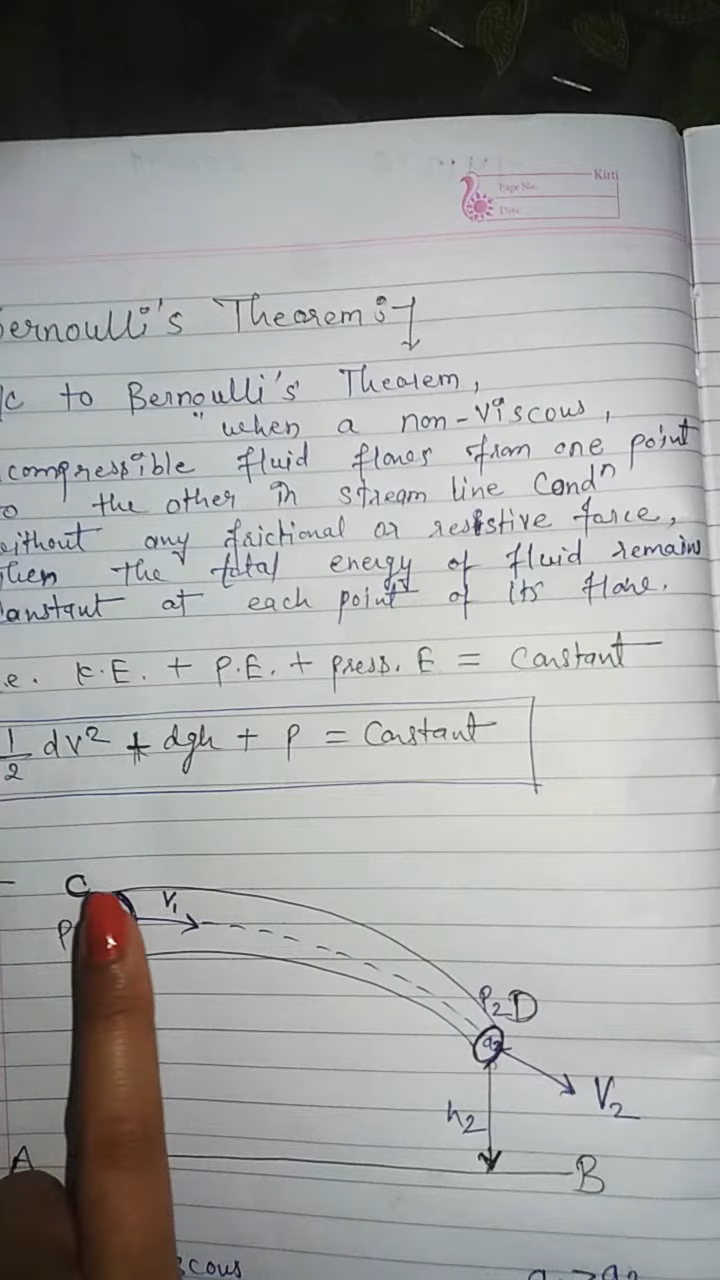 Kirti
Page No.
Date
ernoulli's Theorem :-
/c to Bernoulli's Theorem,
"when a non-viscous,
compressible fluid flows from one point
o the other in stream line Condⁿ
ithout any frictional or resistive force,
then the total energy of fluid remain
onstant at each point of its flow.
.e. K.E. + P.E. + press. E = Constant
1/2 dv² + dgh + P = Constant
C
V₁
P
P₂ D
a₂
V₂
h₂
A
B
scous